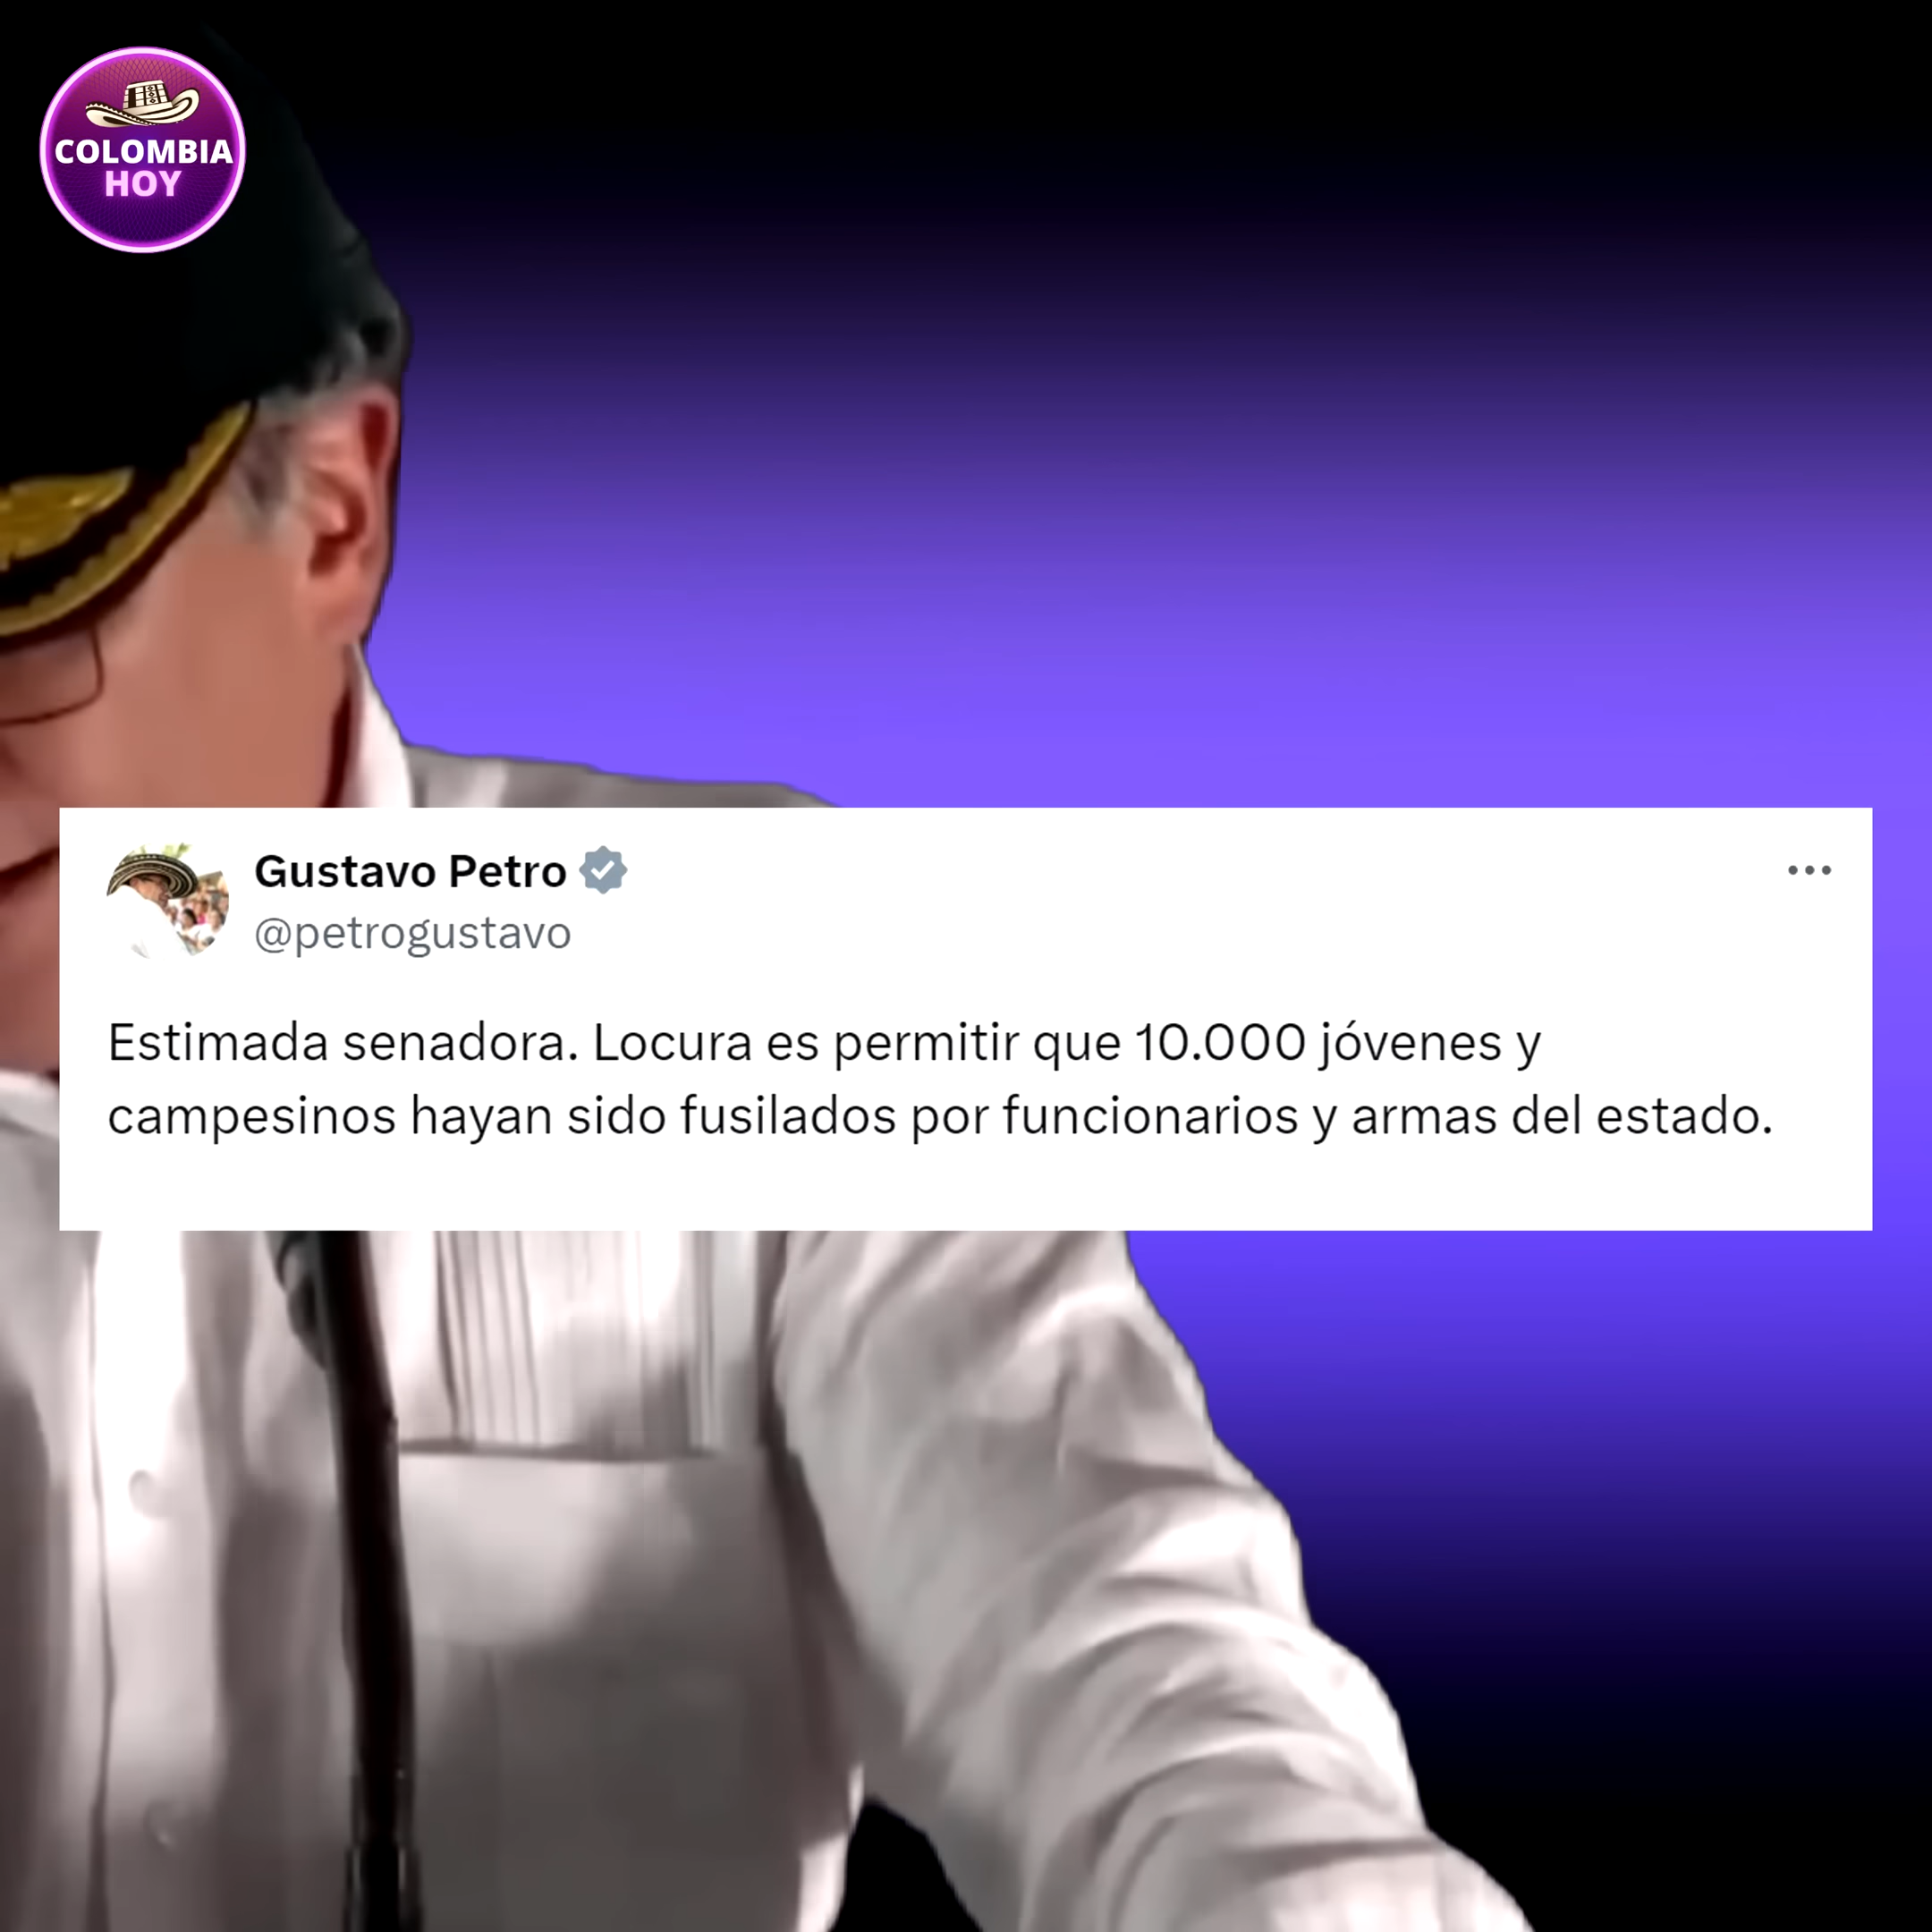 COLOMBIA
HOY
Gustavo Petro
@petrogustavo
Estimada senadora. Locura es permitir que 10.000 jóvenes y
campesinos hayan sido fusilados por funcionarios y armas del estado.